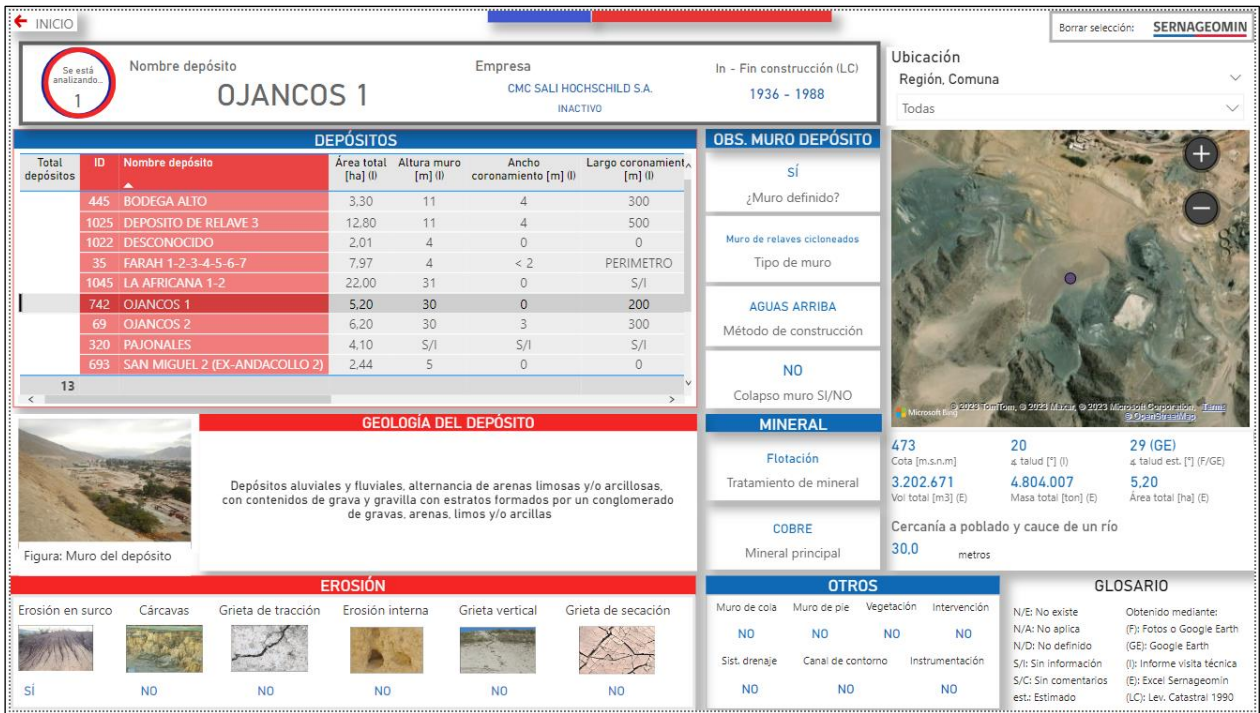 INICIO
Borrar selección: SERNAGEOMIN
Se está
analizando...
1
Nombre depósito
OJANCOS 1
Empresa
CMC SALI HOCHSCHILD S.A.
INACTIVO
In - Fin construcción (LC)
1936 - 1988
Ubicación
Región, Comuna
Todas
DEPÓSITOS
Total depósitos ID Nombre depósito Área total [ha] (I) Altura muro [m] (I) Ancho coronamiento [m] (I) Largo coronamient [m] (I)
445 BODEGA ALTO 3,30 11 4 300
1025 DEPOSITO DE RELAVE 3 12,80 11 4 500
1022 DESCONOCIDO 2,01 4 0 0
35 FARAH 1-2-3-4-5-6-7 7,97 4 < 2 PERIMETRO
1045 LA AFRICANA 1-2 22,00 31 0 S/I
742 OJANCOS 1 5,20 30 0 200
69 OJANCOS 2 6,20 30 3 300
320 PAJONALES 4,10 S/I S/I S/I
693 SAN MIGUEL 2 (EX-ANDACOLLO 2) 2,44 5 0 0
13
OBS. MURO DEPÓSITO
SÍ
¿Muro definido?
Muro de relaves cicloneados
Tipo de muro
AGUAS ARRIBA
Método de construcción
NO
Colapso muro SI/NO
Microsoft Bing
© 2023 TomTom, © 2023 Maxar, © 2023 Microsoft Corporation, Terms
© OpenStreetMap
GEOLOGÍA DEL DEPÓSITO
Depósitos aluviales y fluviales, alternancia de arenas limosas y/o arcillosas,
con contenidos de grava y gravilla con estratos formados por un conglomerado
de gravas, arenas, limos y/o arcillas
Figura: Muro del depósito
MINERAL
Flotación
Tratamiento de mineral
COBRE
Mineral principal
473 20 29 (GE)
Cota [m.s.n.m] ∡ talud [°] (I) ∡ talud est. [°] (F/GE)
3.202.671 4.804.007 5,20
Vol total [m3] (E) Masa total [ton] (E) Área total [ha] (E)
Cercanía a poblado y cauce de un río
30,0 metros
EROSIÓN
Erosión en surco Cárcavas Grieta de tracción Erosión interna Grieta vertical Grieta de secación
SÍ NO NO NO NO NO
OTROS
Muro de cola Muro de pie Vegetación Intervención
NO NO NO NO
Sist. drenaje Canal de contorno Instrumentación
NO NO NO
GLOSARIO
N/E: No existe Obtenido mediante:
N/A: No aplica (F): Fotos o Google Earth
N/D: No definido (GE): Google Earth
S/I: Sin información (I): Informe visita técnica
S/C: Sin comentarios (E): Excel Sernageomin
est.: Estimado (LC): Lev. Catastral 1990